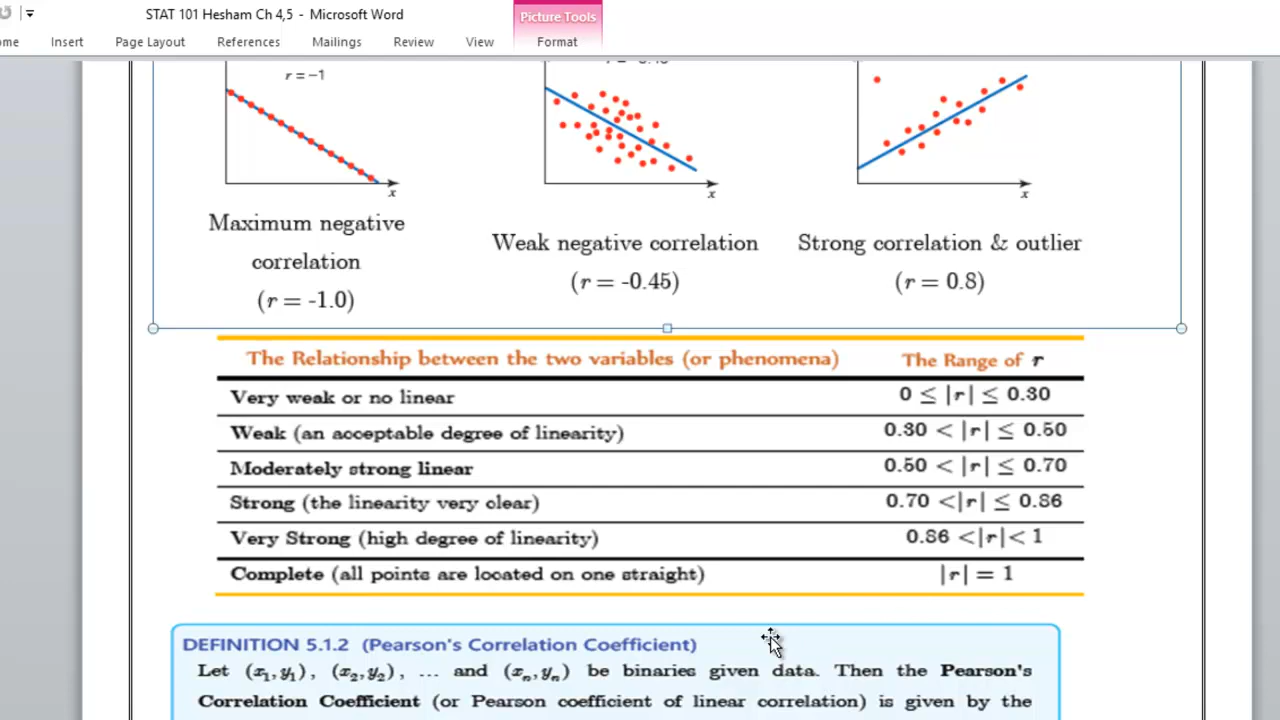 STAT 101 Hesham Ch 4,5 - Microsoft Word
Picture Tools
Insert Page Layout References Mailings Review View Format
r = −1
x x x
Maximum negative
correlation
(r = -1.0)
Weak negative correlation
(r = -0.45)
Strong correlation & outlier
(r = 0.8)
The Relationship between the two variables (or phenomena) The Range of r
Very weak or no linear 0 ≤ |r| ≤ 0.30
Weak (an acceptable degree of linearity) 0.30 < |r| ≤ 0.50
Moderately strong linear 0.50 < |r| ≤ 0.70
Strong (the linearity very clear) 0.70 <|r| ≤ 0.86
Very Strong (high degree of linearity) 0.86 <|r|< 1
Complete (all points are located on one straight) |r| = 1
DEFINITION 5.1.2 (Pearson's Correlation Coefficient)
Let (x₁,y₁), (x₂,y₂), ... and (xₙ,yₙ) be binaries given data. Then the Pearson's
Correlation Coefficient (or Pearson coefficient of linear correlation) is given by the